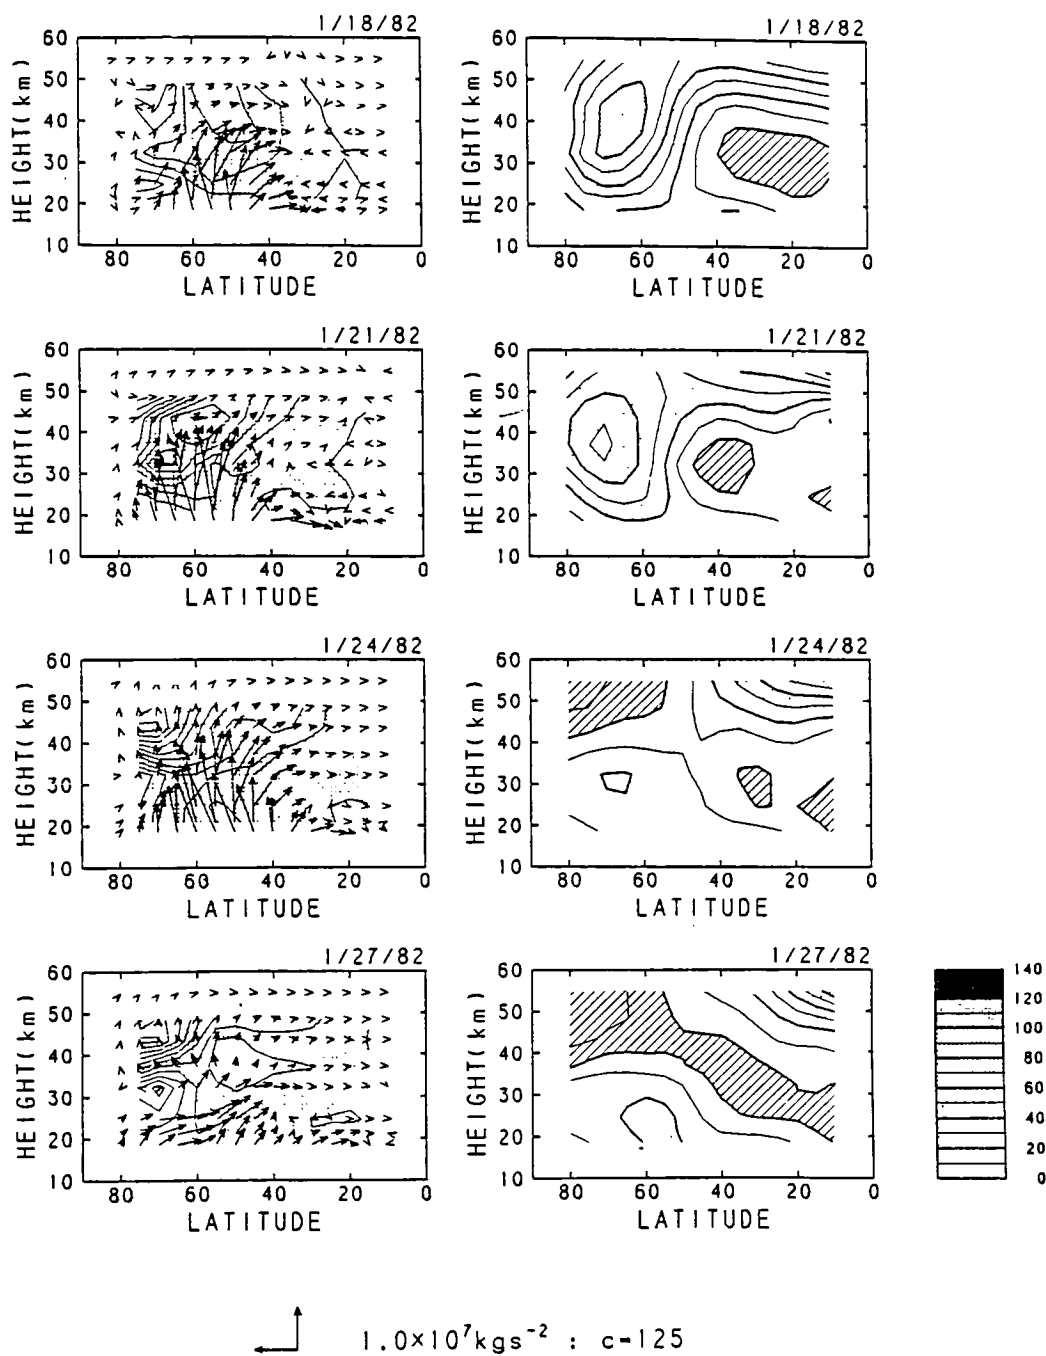 1/18/82 1/18/82
HEIGHT(km) 60 50 40 30 20 10 HEIGHT(km) 60 50 40 30 20 10
80 60 40 20 0 80 60 40 20 0
LATITUDE LATITUDE
1/21/82 1/21/82
HEIGHT(km) 60 50 40 30 20 10 HEIGHT(km) 60 50 40 30 20 10
80 60 40 20 0 80 60 40 20 0
LATITUDE LATITUDE
1/24/82 1/24/82
HEIGHT(km) 60 50 40 30 20 10 HEIGHT(km) 60 50 40 30 20 10
80 60 40 20 0 80 60 40 20 0
LATITUDE LATITUDE
1/27/82 1/27/82
HEIGHT(km) 60 50 40 30 20 10 HEIGHT(km) 60 50 40 30 20 10
80 60 40 20 0 80 60 40 20 0
LATITUDE LATITUDE
140
120
100
80
60
40
20
0
1.0×10⁷kgs⁻² : c=125